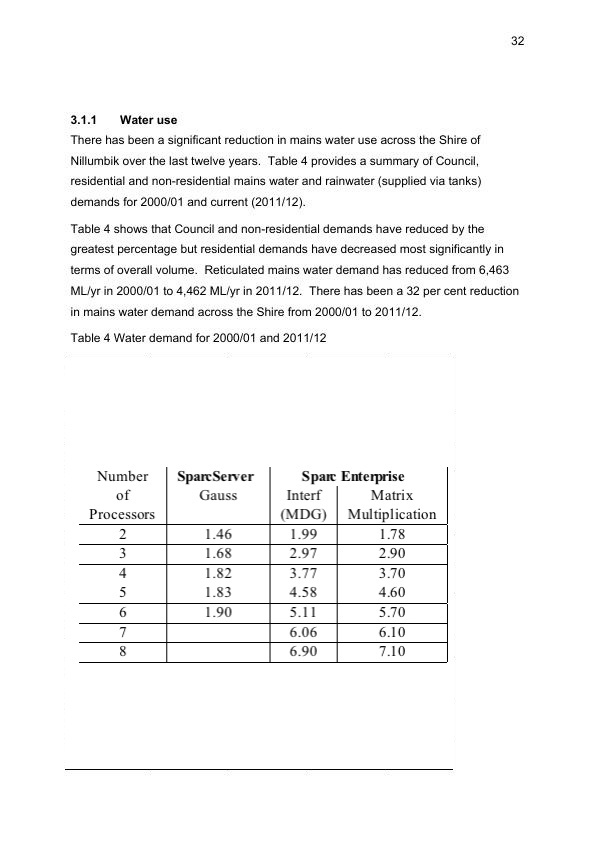 32
3.1.1 Water use
There has been a significant reduction in mains water use across the Shire of
Nillumbik over the last twelve years. Table 4 provides a summary of Council,
residential and non-residential mains water and rainwater (supplied via tanks)
demands for 2000/01 and current (2011/12).
Table 4 shows that Council and non-residential demands have reduced by the
greatest percentage but residential demands have decreased most significantly in
terms of overall volume. Reticulated mains water demand has reduced from 6,463
ML/yr in 2000/01 to 4,462 ML/yr in 2011/12. There has been a 32 per cent reduction
in mains water demand across the Shire from 2000/01 to 2011/12.
Table 4 Water demand for 2000/01 and 2011/12
Number SparcServer Sparc Enterprise
of Gauss Interf Matrix
Processors (MDG) Multiplication
2 1.46 1.99 1.78
3 1.68 2.97 2.90
4 1.82 3.77 3.70
5 1.83 4.58 4.60
6 1.90 5.11 5.70
7 6.06 6.10
8 6.90 7.10